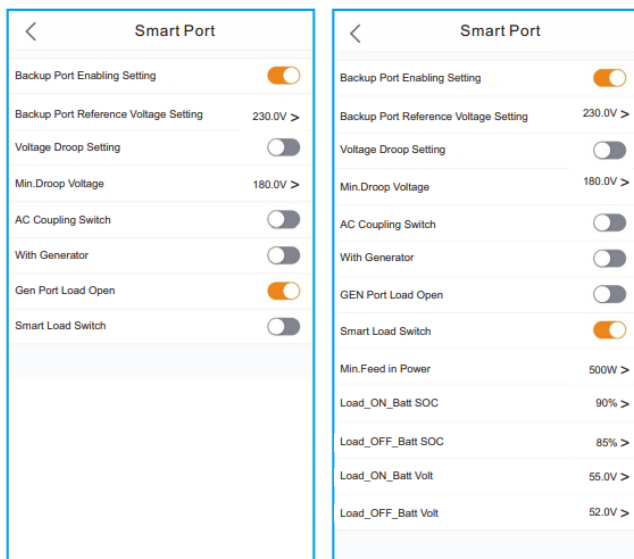 Smart Port
Backup Port Enabling Setting
Backup Port Reference Voltage Setting 230.0V >
Voltage Droop Setting
Min.Droop Voltage 180.0V >
AC Coupling Switch
With Generator
Gen Port Load Open
Smart Load Switch
Smart Port
Backup Port Enabling Setting
Backup Port Reference Voltage Setting 230.0V >
Voltage Droop Setting
Min.Droop Voltage 180.0V >
AC Coupling Switch
With Generator
GEN Port Load Open
Smart Load Switch
Min.Feed in Power 500W >
Load_ON_Batt SOC 90% >
Load_OFF_Batt SOC 85% >
Load_ON_Batt Volt 55.0V >
Load_OFF_Batt Volt 52.0V >